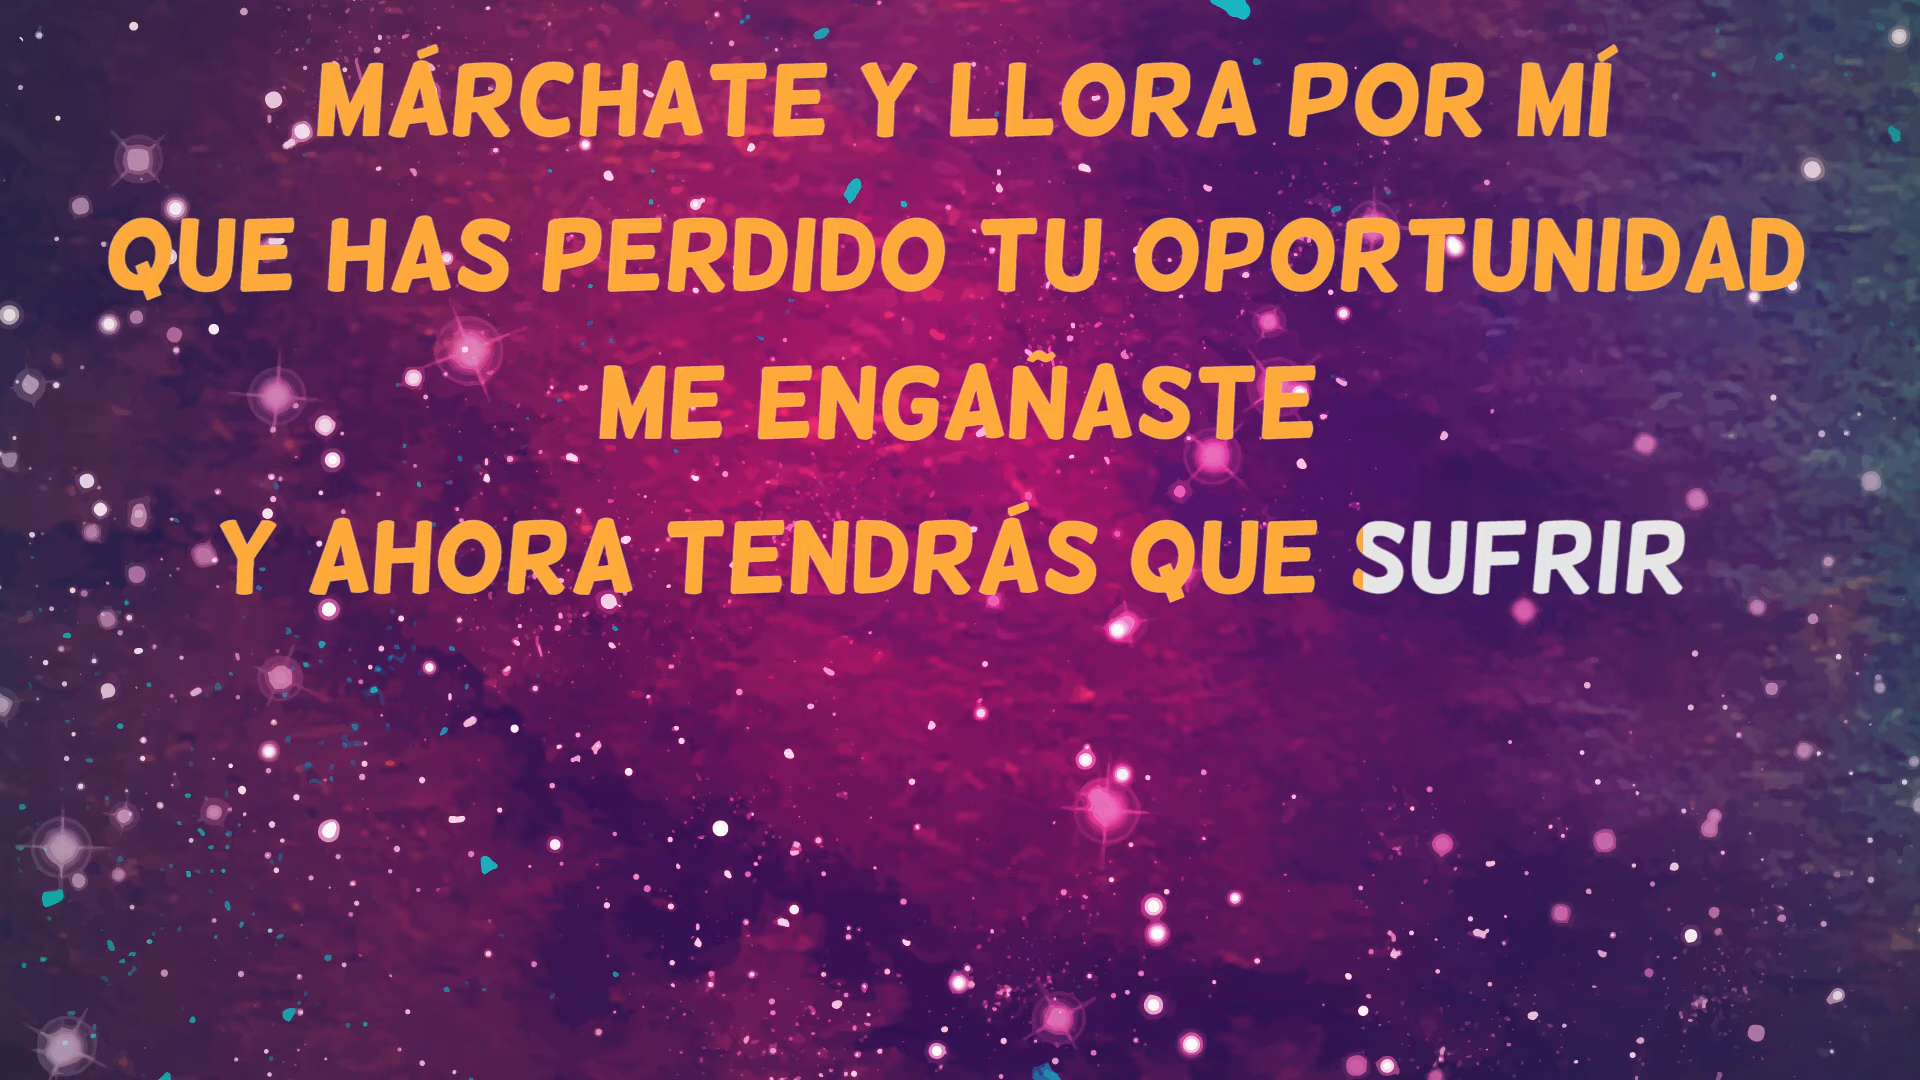 MÁRCHATE Y LLORA POR MÍ
QUE HAS PERDIDO TU OPORTUNIDAD
ME ENGAÑASTE
Y AHORA TENDRÁS QUE SUFRIR